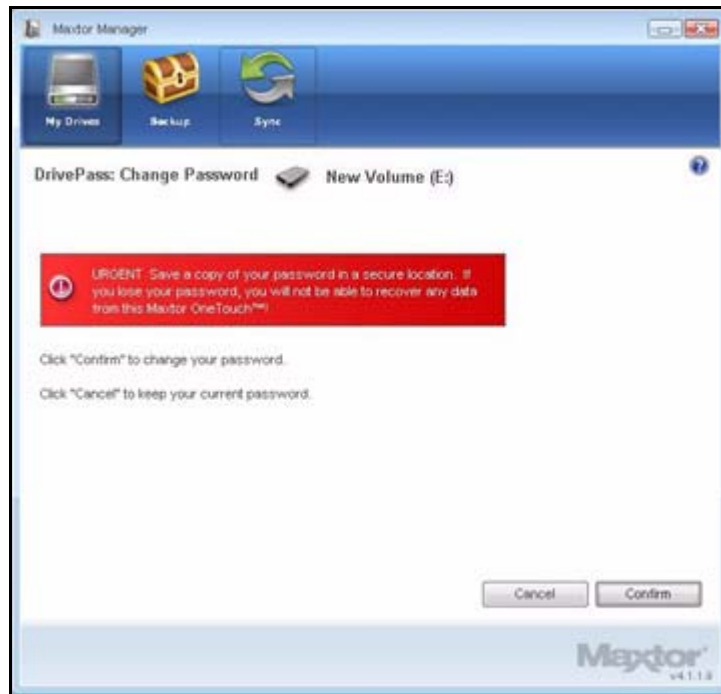 Maxtor Manager
My Drives
Backup
Sync
DrivePass: Change Password
New Volume (E:)
URGENT: Save a copy of your password in a secure location. If
you lose your password, you will not be able to recover any data
from this Maxtor OneTouch™!
Click "Confirm" to change your password.
Click "Cancel" to keep your current password.
Cancel
Confirm
Maxtor